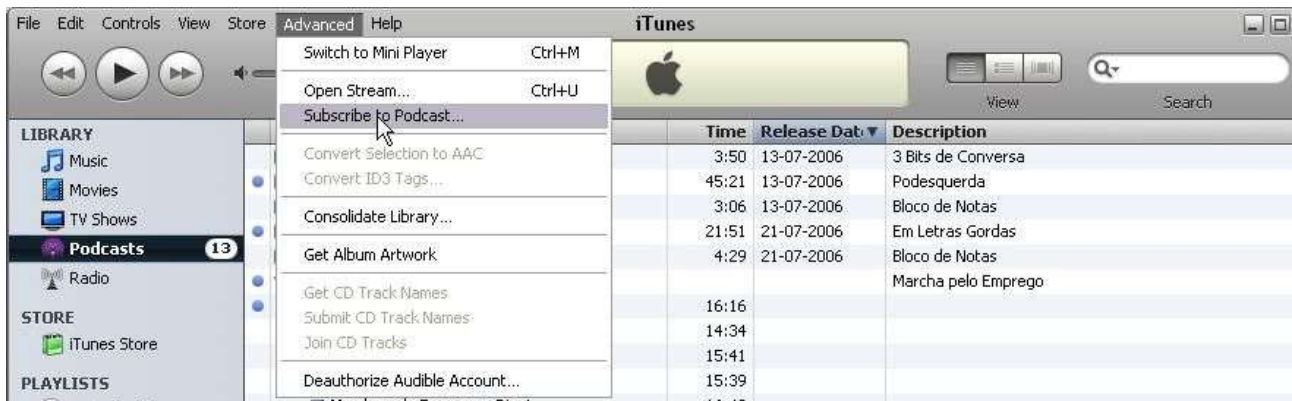 File Edit Controls View Store Advanced Help iTunes
Switch to Mini Player Ctrl+M
Open Stream... Ctrl+U
Subscribe to Podcast...
Convert Selection to AAC
Convert ID3 Tags...
Consolidate Library...
Get Album Artwork
Get CD Track Names
Submit CD Track Names
Join CD Tracks
Deauthorize Audible Account...
View Search
LIBRARY
Music
Movies
TV Shows
Podcasts 13
Radio
STORE
iTunes Store
PLAYLISTS
Time Release Dat Description
3:50 13-07-2006 3 Bits de Conversa
45:21 13-07-2006 Podesquerda
3:06 13-07-2006 Bloco de Notas
21:51 21-07-2006 Em Letras Gordas
4:29 21-07-2006 Bloco de Notas
Marcha pelo Emprego
16:16
14:34
15:41
15:39